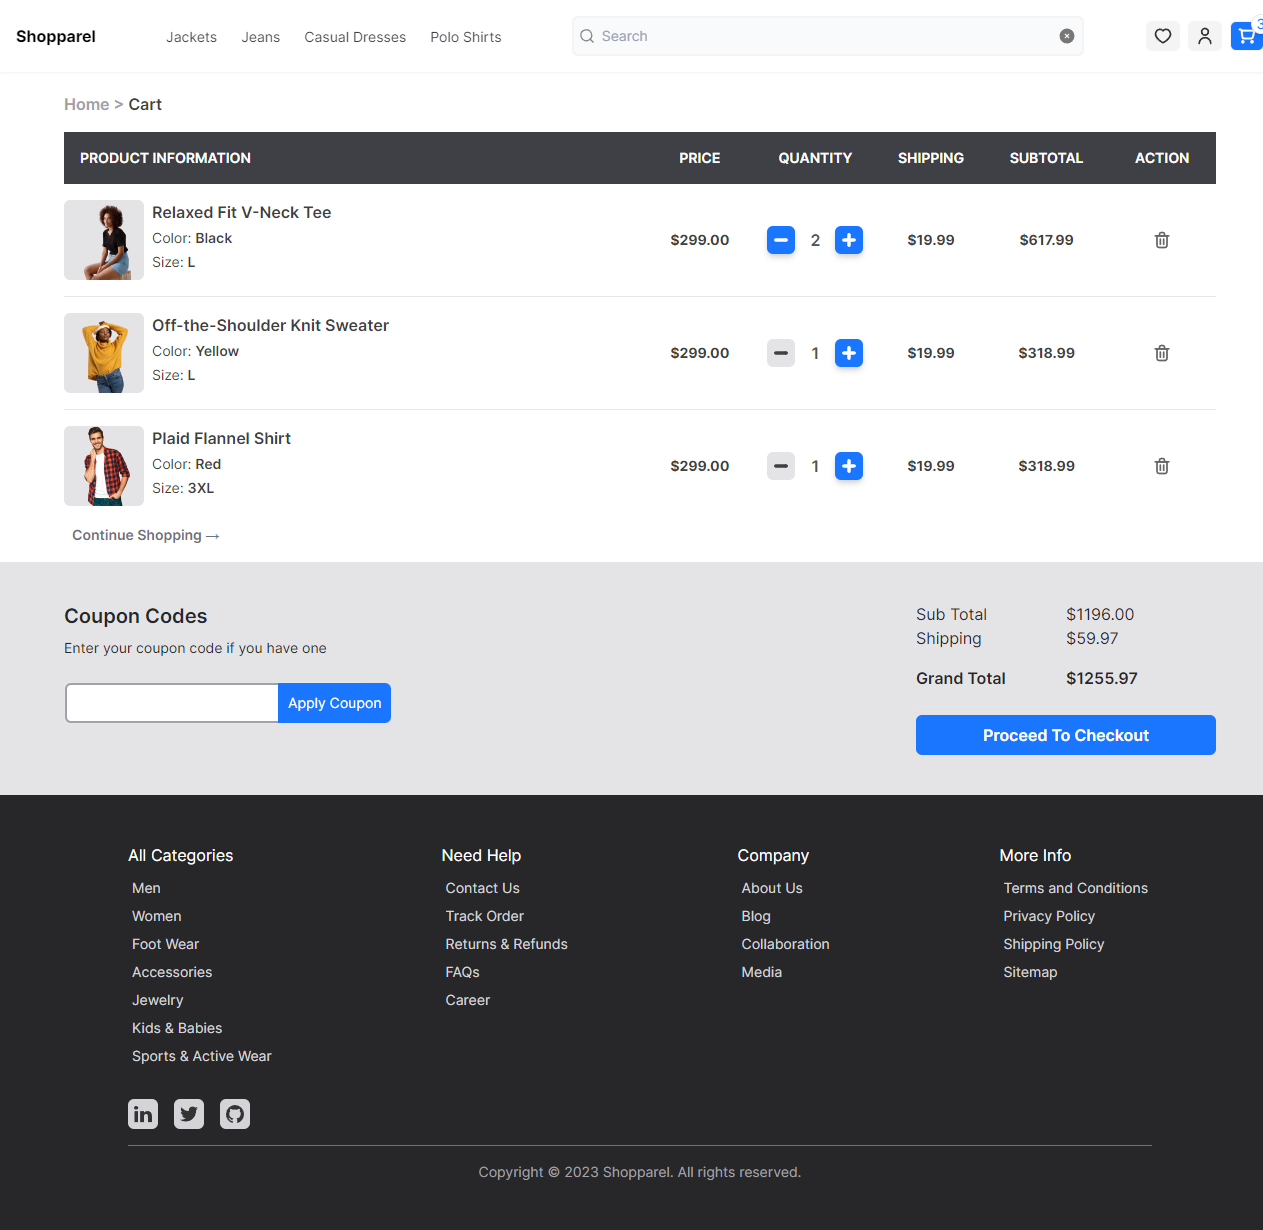 Shopparel
Jackets Jeans Casual Dresses Polo Shirts
Search
3
Home > Cart
PRODUCT INFORMATION PRICE QUANTITY SHIPPING SUBTOTAL ACTION
Relaxed Fit V-Neck Tee
Color: Black
Size: L
$299.00 2 $19.99 $617.99
Off-the-Shoulder Knit Sweater
Color: Yellow
Size: L
$299.00 1 $19.99 $318.99
Plaid Flannel Shirt
Color: Red
Size: 3XL
$299.00 1 $19.99 $318.99
Continue Shopping →
Coupon Codes
Enter your coupon code if you have one
Apply Coupon
Sub Total $1196.00
Shipping $59.97
Grand Total $1255.97
Proceed To Checkout
All Categories
Men
Women
Foot Wear
Accessories
Jewelry
Kids & Babies
Sports & Active Wear
Need Help
Contact Us
Track Order
Returns & Refunds
FAQs
Career
Company
About Us
Blog
Collaboration
Media
More Info
Terms and Conditions
Privacy Policy
Shipping Policy
Sitemap
in
Copyright © 2023 Shopparel. All rights reserved.